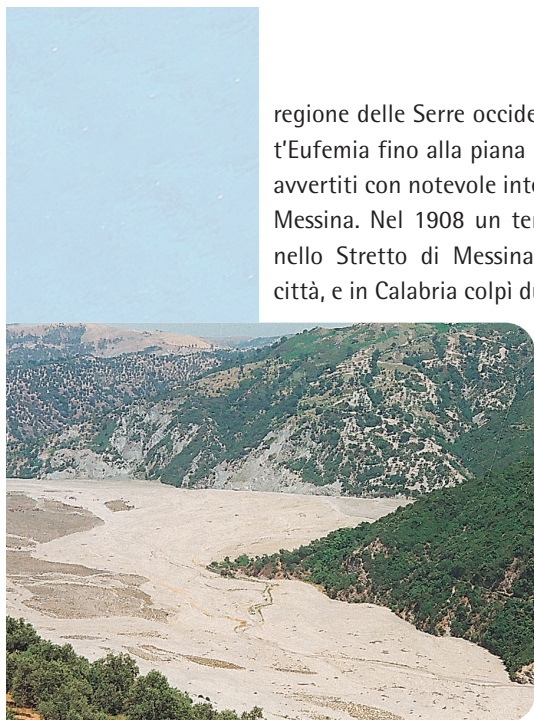 regione delle Serre occide
t'Eufemia fino alla piana
avvertiti con notevole inte
Messina. Nel 1908 un ter
nello Stretto di Messina
città, e in Calabria colpì du